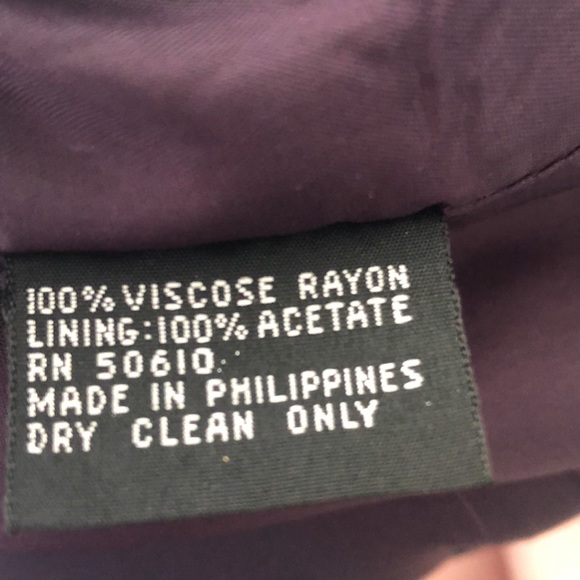 100% VISCOSE RAYON
LINING:100% ACETATE
RN 50610
MADE IN PHILIPPINES
DRY CLEAN ONLY